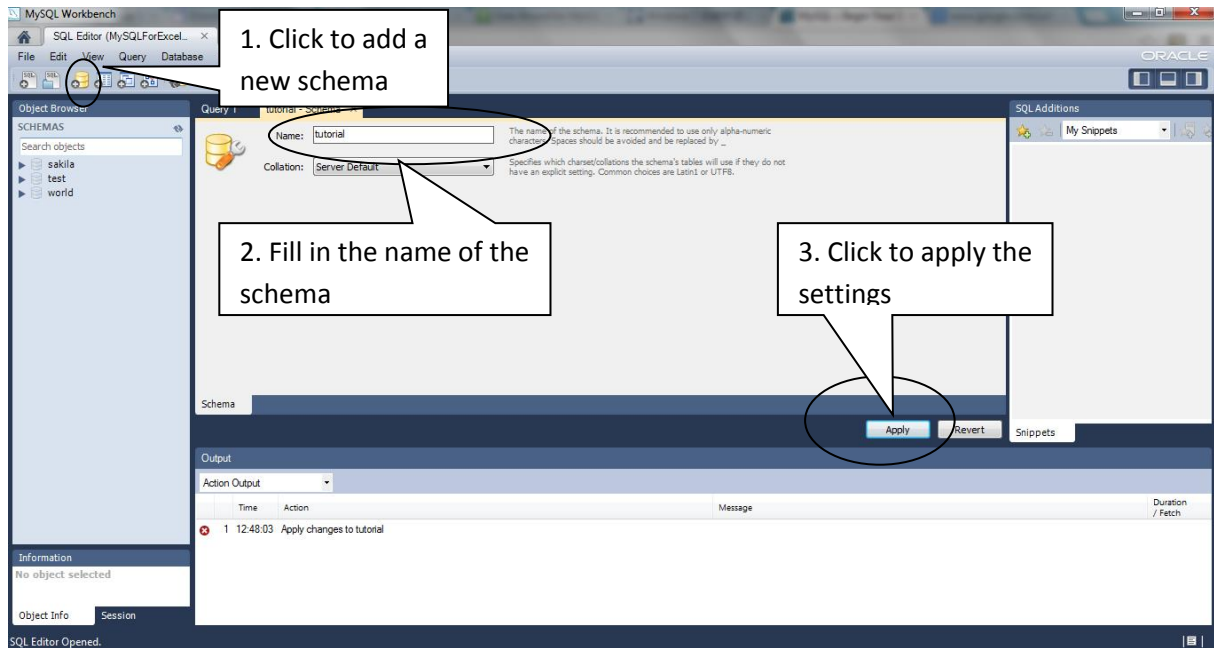 MySQL Workbench
SQL Editor (MySQLForExcel...
File Edit View Query Database
ORACLE
1. Click to add a
new schema
SQL
SQL
Object Browser
SCHEMAS
Search objects
sakila
test
world
Query 1
tutorial - Schema
Name: tutorial
The name of the schema. It is recommended to use only alpha-numeric
characters. Spaces should be avoided and be replaced by _
Collation: Server Default
Specifies which charset/collations the schema's tables will use if they do not
have an explicit setting. Common choices are Latin1 or UTF8.
SQL Additions
My Snippets
2. Fill in the name of the
schema
3. Click to apply the
settings
Schema
Apply Revert
Snippets
Output
Action Output
Time Action Message Duration
/ Fetch
1 12:48:03 Apply changes to tutorial
Information
No object selected
Object Info Session
SQL Editor Opened.